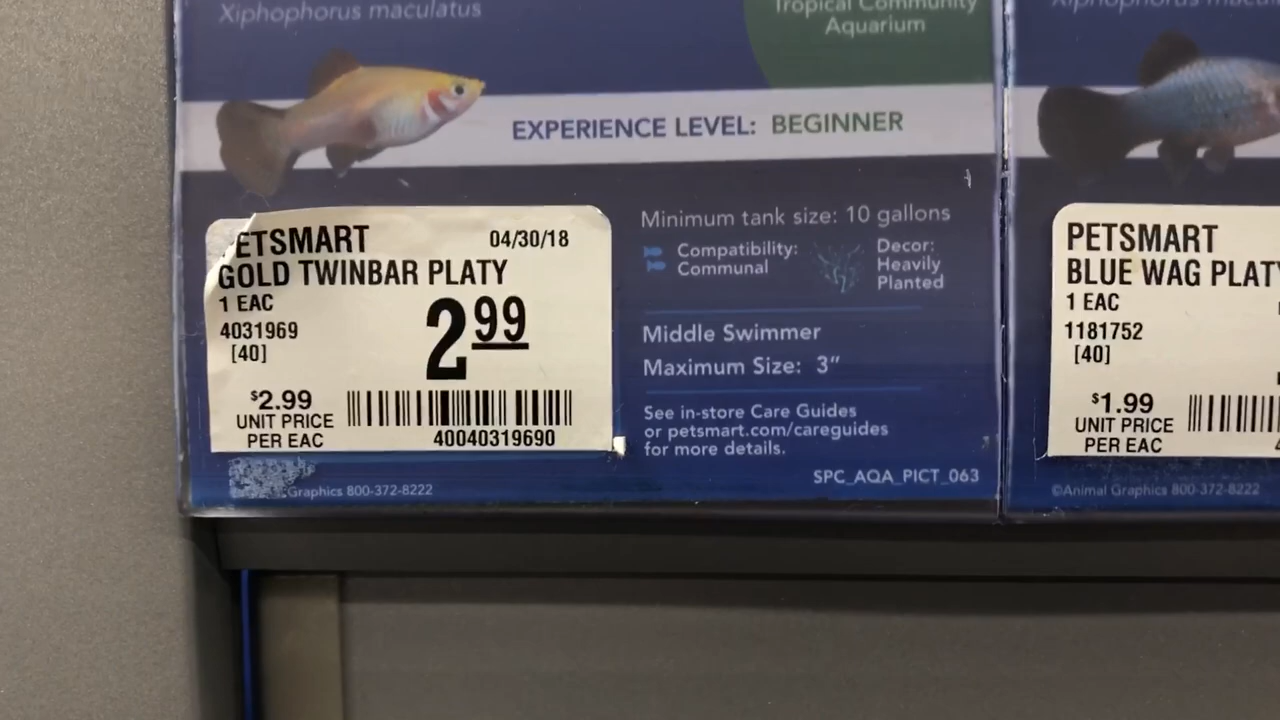 Xiphophorus maculatus
Tropical Community
Aquarium
EXPERIENCE LEVEL: BEGINNER
PETSMART 04/30/18
GOLD TWINBAR PLATY
1 EAC
4031969
[40]
2 99
$2.99
UNIT PRICE
PER EAC
40040319690
Minimum tank size: 10 gallons
Compatibility:
Communal
Decor:
Heavily
Planted
Middle Swimmer
Maximum Size: 3"
See in-store Care Guides
or petsmart.com/careguides
for more details.
SPC_AQA_PICT_063
Graphics 800-372-8222
PETSMART
BLUE WAG PLATY
1 EAC
1181752
[40]
$1.99
UNIT PRICE
PER EAC
©Animal Graphics 800-372-8222